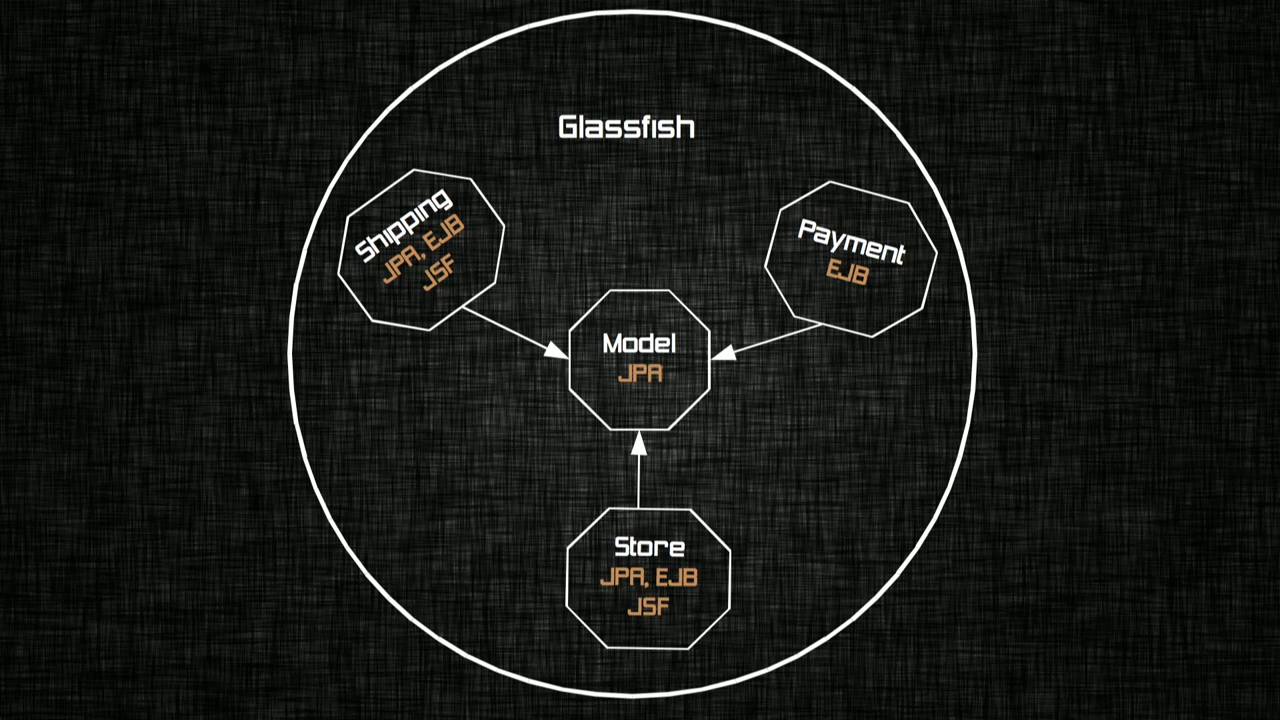 Glassfish
Shipping
JPA, EJB
JSF
Payment
EJB
Model
JPA
Store
JPA, EJB
JSF